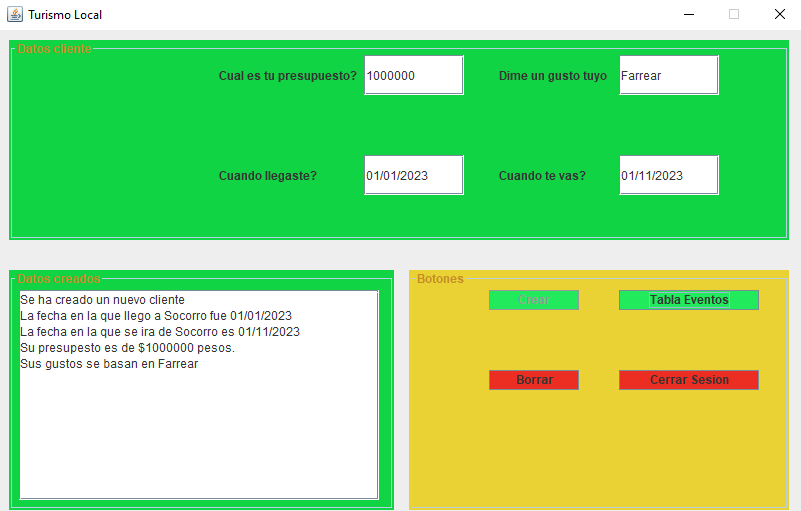 Turismo Local
Datos cliente
Cual es tu presupuesto? 1000000 Dime un gusto tuyo Farrear
Cuando llegaste? 01/01/2023 Cuando te vas? 01/11/2023
Datos creados
Se ha creado un nuevo cliente
La fecha en la que llego a Socorro fue 01/01/2023
La fecha en la que se ira de Socorro es 01/11/2023
Su presupesto es de $1000000 pesos.
Sus gustos se basan en Farrear
Botones
Crear Tabla Eventos
Borrar Cerrar Sesion